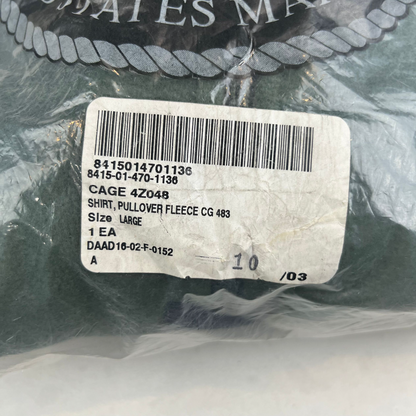 STATES MA
8415014701136
8415-01-470-1136
CAGE 4Z048
SHIRT, PULLOVER FLEECE CG 483
Size LARGE
1 EA
DAAD16-02-F-0152
A 10 /03